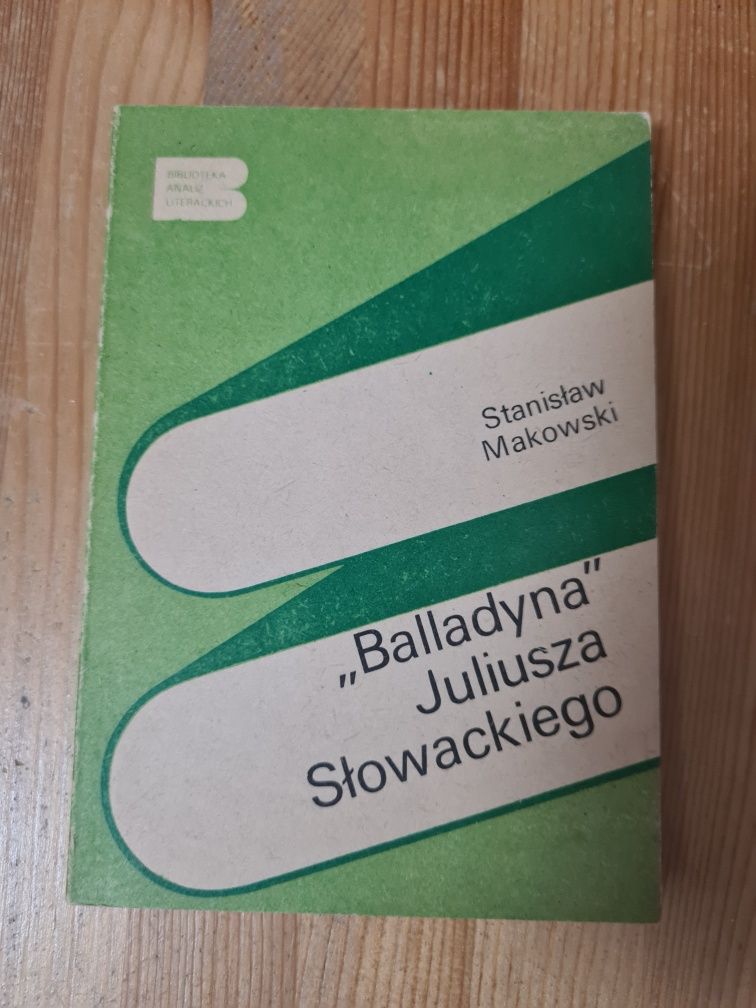 BIBLIOTEKA
ANALIZ
LITERACKICH
Stanisław
Makowski
„Balladyna”
Juliusza
Słowackiego